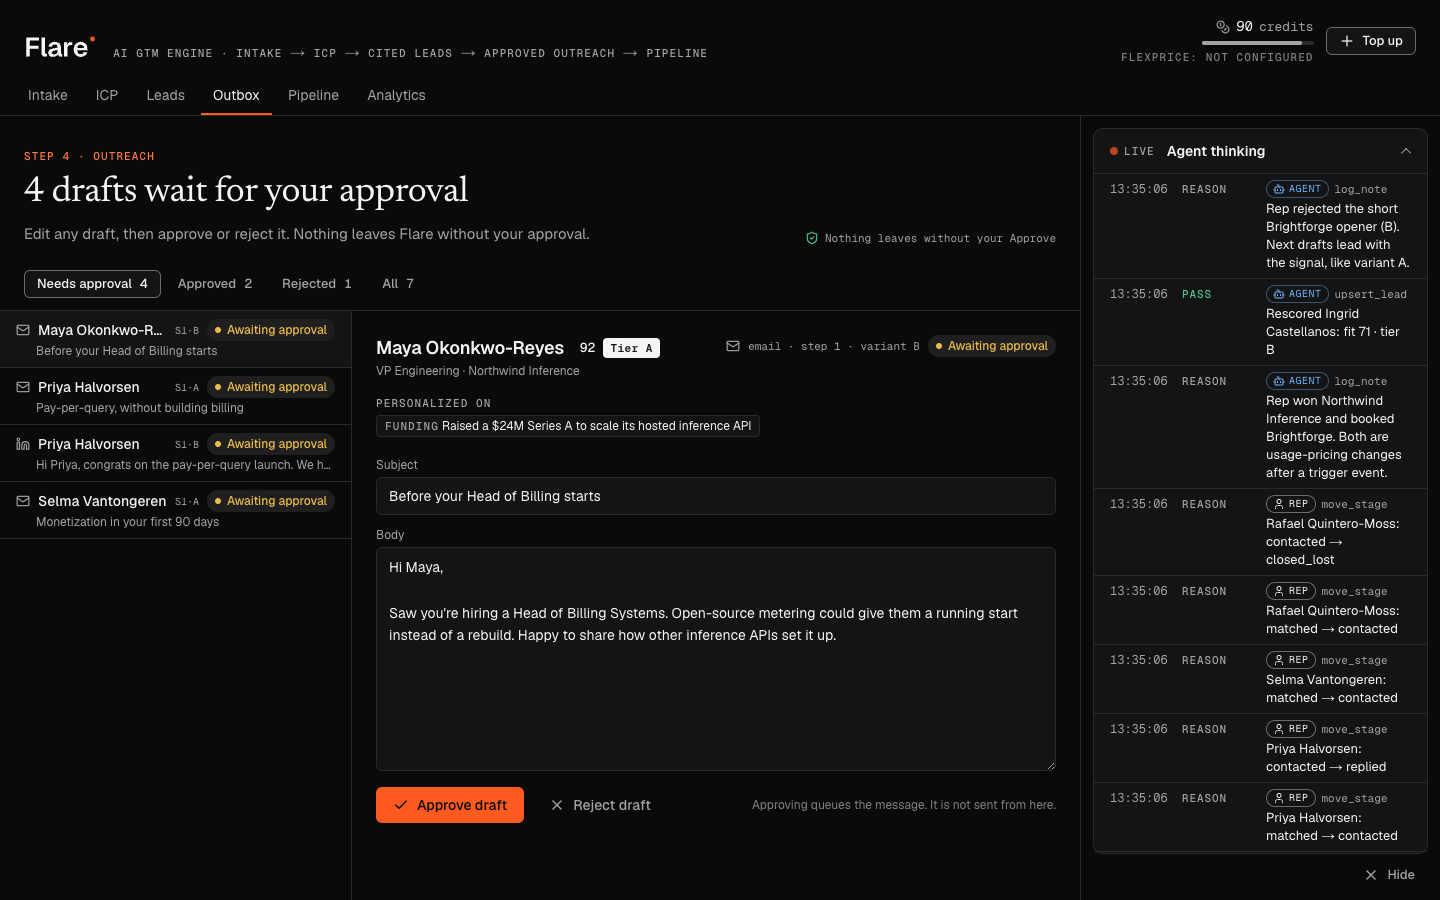 Flare
AI GTM ENGINE · INTAKE → ICP → CITED LEADS → APPROVED OUTREACH → PIPELINE
90 credits
FLEXPRICE: NOT CONFIGURED
Top up
Intake ICP Leads Outbox Pipeline Analytics
STEP 4 · OUTREACH
4 drafts wait for your approval
Edit any draft, then approve or reject it. Nothing leaves Flare without your approval.
Nothing leaves without your Approve
Needs approval 4 Approved 2 Rejected 1 All 7
Maya Okonkwo-R... S1·B Awaiting approval
Before your Head of Billing starts
Priya Halvorsen S1·A Awaiting approval
Pay-per-query, without building billing
Priya Halvorsen S1·B Awaiting approval
Hi Priya, congrats on the pay-per-query launch. We h...
Selma Vantongeren S1·A Awaiting approval
Monetization in your first 90 days
Maya Okonkwo-Reyes 92 Tier A
email · step 1 · variant B Awaiting approval
VP Engineering · Northwind Inference
PERSONALIZED ON
FUNDING Raised a $24M Series A to scale its hosted inference API
Subject
Before your Head of Billing starts
Body
Hi Maya,
Saw you're hiring a Head of Billing Systems. Open-source metering could give them a running start
instead of a rebuild. Happy to share how other inference APIs set it up.
Approve draft
Reject draft
Approving queues the message. It is not sent from here.
LIVE Agent thinking
13:35:06 REASON AGENT log_note
Rep rejected the short
Brightforge opener (B).
Next drafts lead with
the signal, like variant A.
13:35:06 PASS AGENT upsert_lead
Rescored Ingrid
Castellanos: fit 71 · tier
B
13:35:06 REASON AGENT log_note
Rep won Northwind
Inference and booked
Brightforge. Both are
usage-pricing changes
after a trigger event.
13:35:06 REASON REP move_stage
Rafael Quintero-Moss:
contacted →
closed_lost
13:35:06 REASON REP move_stage
Rafael Quintero-Moss:
matched → contacted
13:35:06 REASON REP move_stage
Selma Vantongeren:
matched → contacted
13:35:06 REASON REP move_stage
Priya Halvorsen:
contacted → replied
13:35:06 REASON REP move_stage
Priya Halvorsen:
matched → contacted
Hide